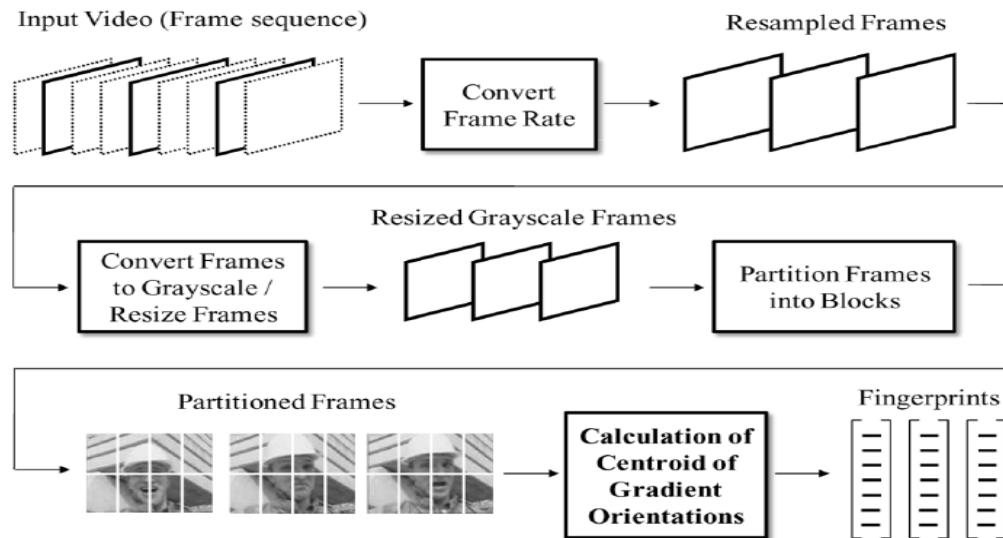 Input Video (Frame sequence)
Resampled Frames
Convert
Frame Rate
Resized Grayscale Frames
Convert Frames
to Grayscale /
Resize Frames
Partition Frames
into Blocks
Partitioned Frames
Fingerprints
Calculation of
Centroid of
Gradient
Orientations